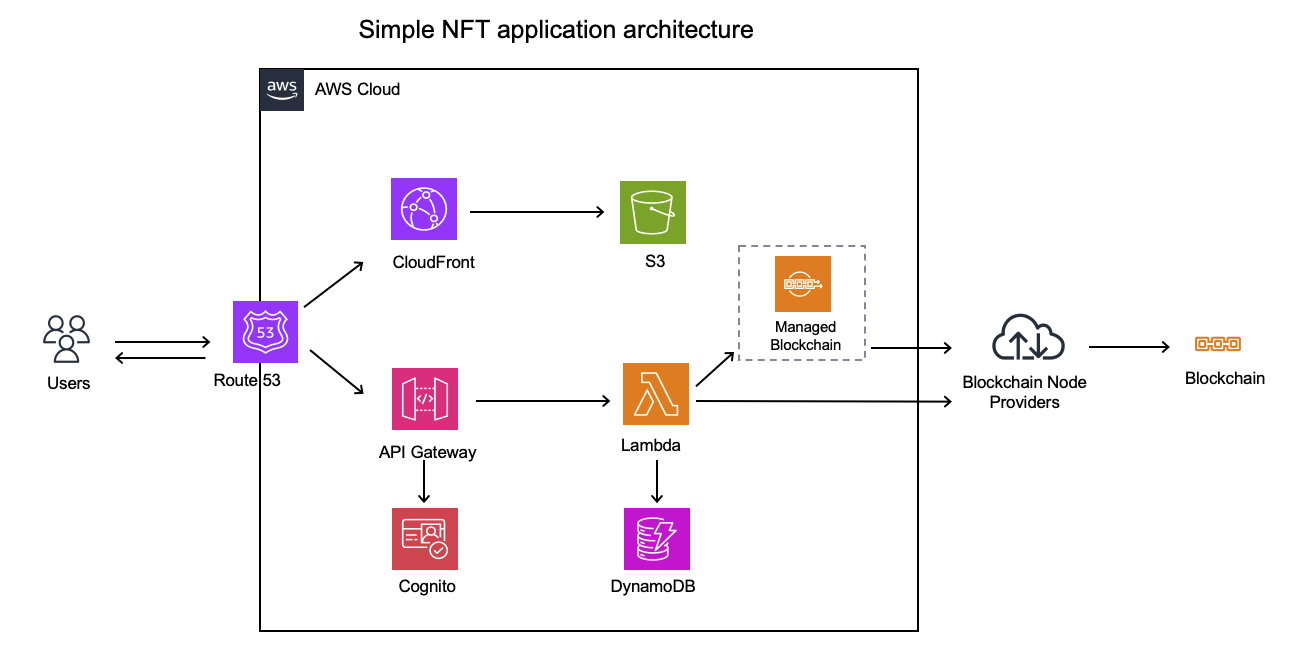 Simple NFT application architecture
aws
AWS Cloud
CloudFront
S3
Managed
Blockchain
53
Users
Route 53
Blockchain Node
Providers
Blockchain
</>
API Gateway
Lambda
Cognito
DynamoDB